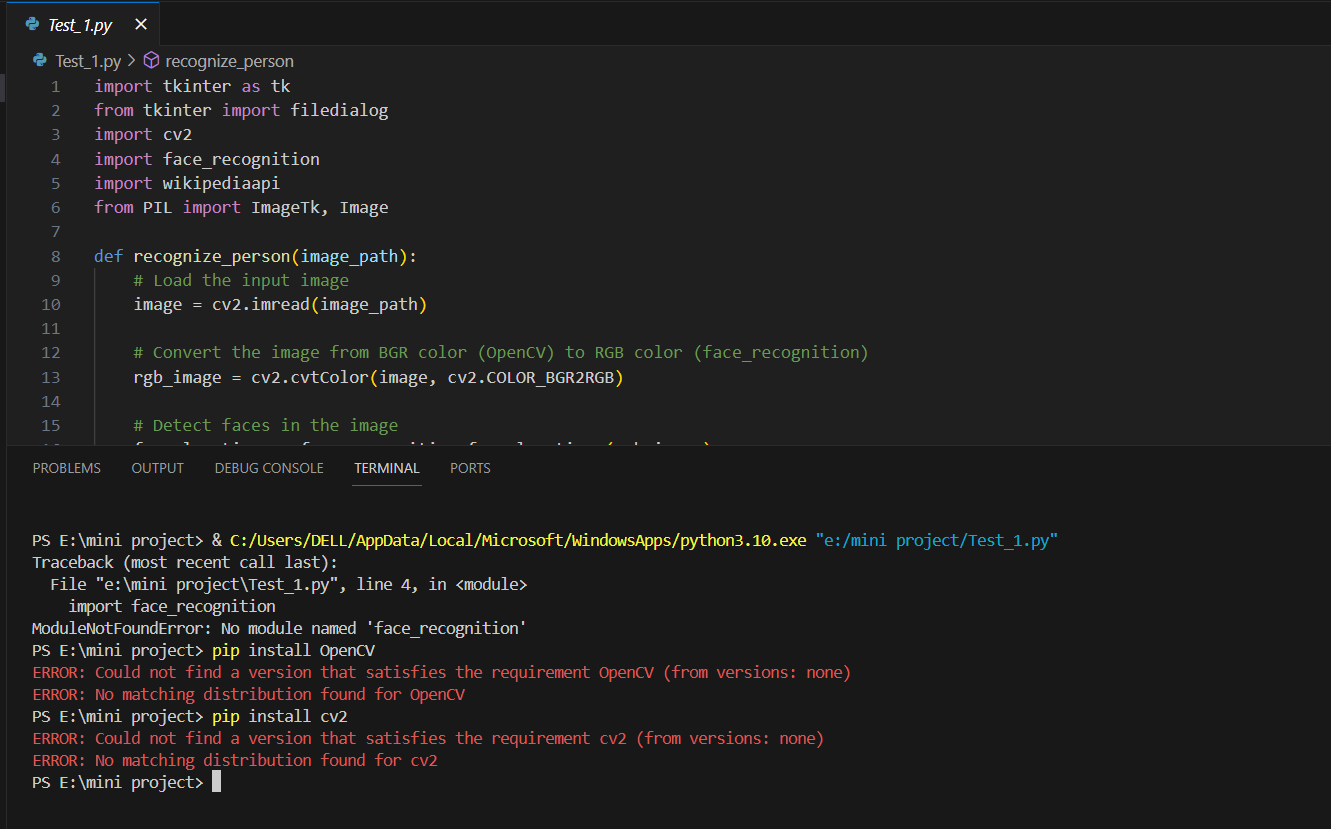 Test_1.py
Test_1.py > recognize_person
1 import tkinter as tk
2 from tkinter import filedialog
3 import cv2
4 import face_recognition
5 import wikipediaapi
6 from PIL import ImageTk, Image
7
8 def recognize_person(image_path):
9 # Load the input image
10 image = cv2.imread(image_path)
11
12 # Convert the image from BGR color (OpenCV) to RGB color (face_recognition)
13 rgb_image = cv2.cvtColor(image, cv2.COLOR_BGR2RGB)
14
15 # Detect faces in the image
PROBLEMS OUTPUT DEBUG CONSOLE TERMINAL PORTS
PS E:\mini project> & C:/Users/DELL/AppData/Local/Microsoft/WindowsApps/python3.10.exe "e:/mini project/Test_1.py"
Traceback (most recent call last):
File "e:\mini project\Test_1.py", line 4, in <module>
import face_recognition
ModuleNotFoundError: No module named 'face_recognition'
PS E:\mini project> pip install OpenCV
ERROR: Could not find a version that satisfies the requirement OpenCV (from versions: none)
ERROR: No matching distribution found for OpenCV
PS E:\mini project> pip install cv2
ERROR: Could not find a version that satisfies the requirement cv2 (from versions: none)
ERROR: No matching distribution found for cv2
PS E:\mini project>